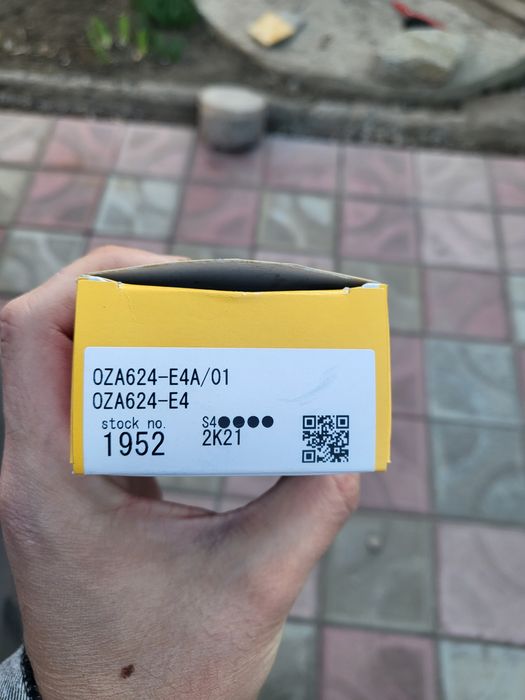 OZA624-E4A/01
OZA624-E4
stock no.
1952
S4●●●●
2K21